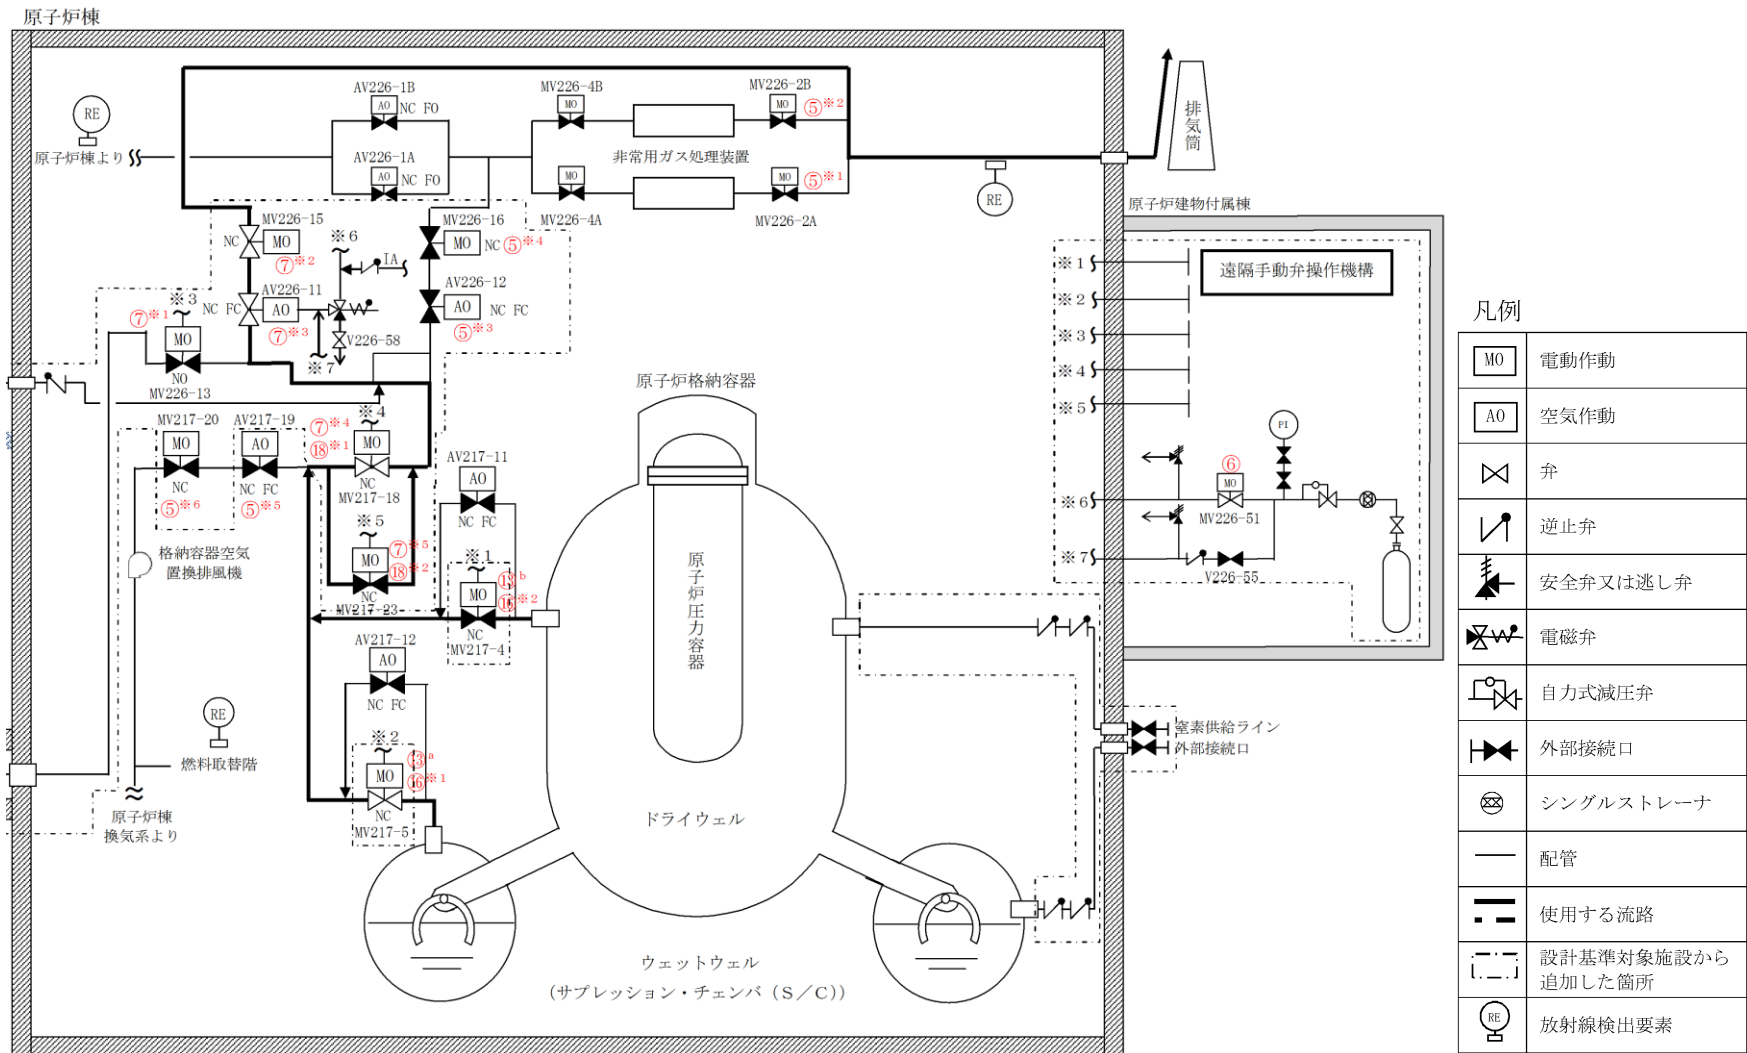 原子炉棟
RE
原子炉棟より
AV226-1B
AO
NC FO
AV226-1A
AO
NC FO
MV226-4B
MO
MV226-2B
MO
⑤※2
非常用ガス処理装置
MO
MV226-4A
MO
⑤※1
MV226-2A
RE
排気筒
MV226-15
NC
MO
⑦※2
※6
IA
MV226-16
MO
NC
⑤※4
AV226-11
NC FC
AO
⑦※3
V226-58
※7
AV226-12
AO
NC FC
⑤※3
※3
⑦※1
MO
NO
MV226-13
MV217-20
MO
NC
⑤※6
AV217-19
AO
NC FC
⑤※5
※4
⑦※4
⑱※1
MO
NC
MV217-18
※5
MO
⑦※5
⑱※2
NC
MV217-23
AV217-11
AO
NC FC
※1
MO
⑬b
⑯※2
NC
MV217-4
格納容器空気
置換排風機
AV217-12
AO
NC FC
※2
MO
⑬a
⑯※1
NC
MV217-5
RE
燃料取替階
原子炉棟
換気系より
原子炉格納容器
原子炉圧力容器
ドライウェル
ウェットウェル
(サプレッション・チェンバ(S/C))
原子炉建物付属棟
※1
※2
※3
※4
※5
遠隔手動弁操作機構
PI
⑥
MO
※6
MV226-51
※7
V226-55
窒素供給ライン
外部接続口
凡例
MO 電動作動
AO 空気作動
弁
逆止弁
安全弁又は逃し弁
電磁弁
自力式減圧弁
外部接続口
シングルストレーナ
配管
使用する流路
設計基準対象施設から
追加した箇所
RE 放射線検出要素